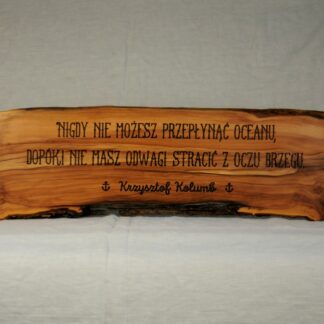 NIGDY NIE MOŻESZ PRZEPŁYNĄĆ OCEANU,
DOPÓKI NIE MASZ ODWAGI STRACIĆ Z OCZU BRZEGU.
Krzysztof Kolumb